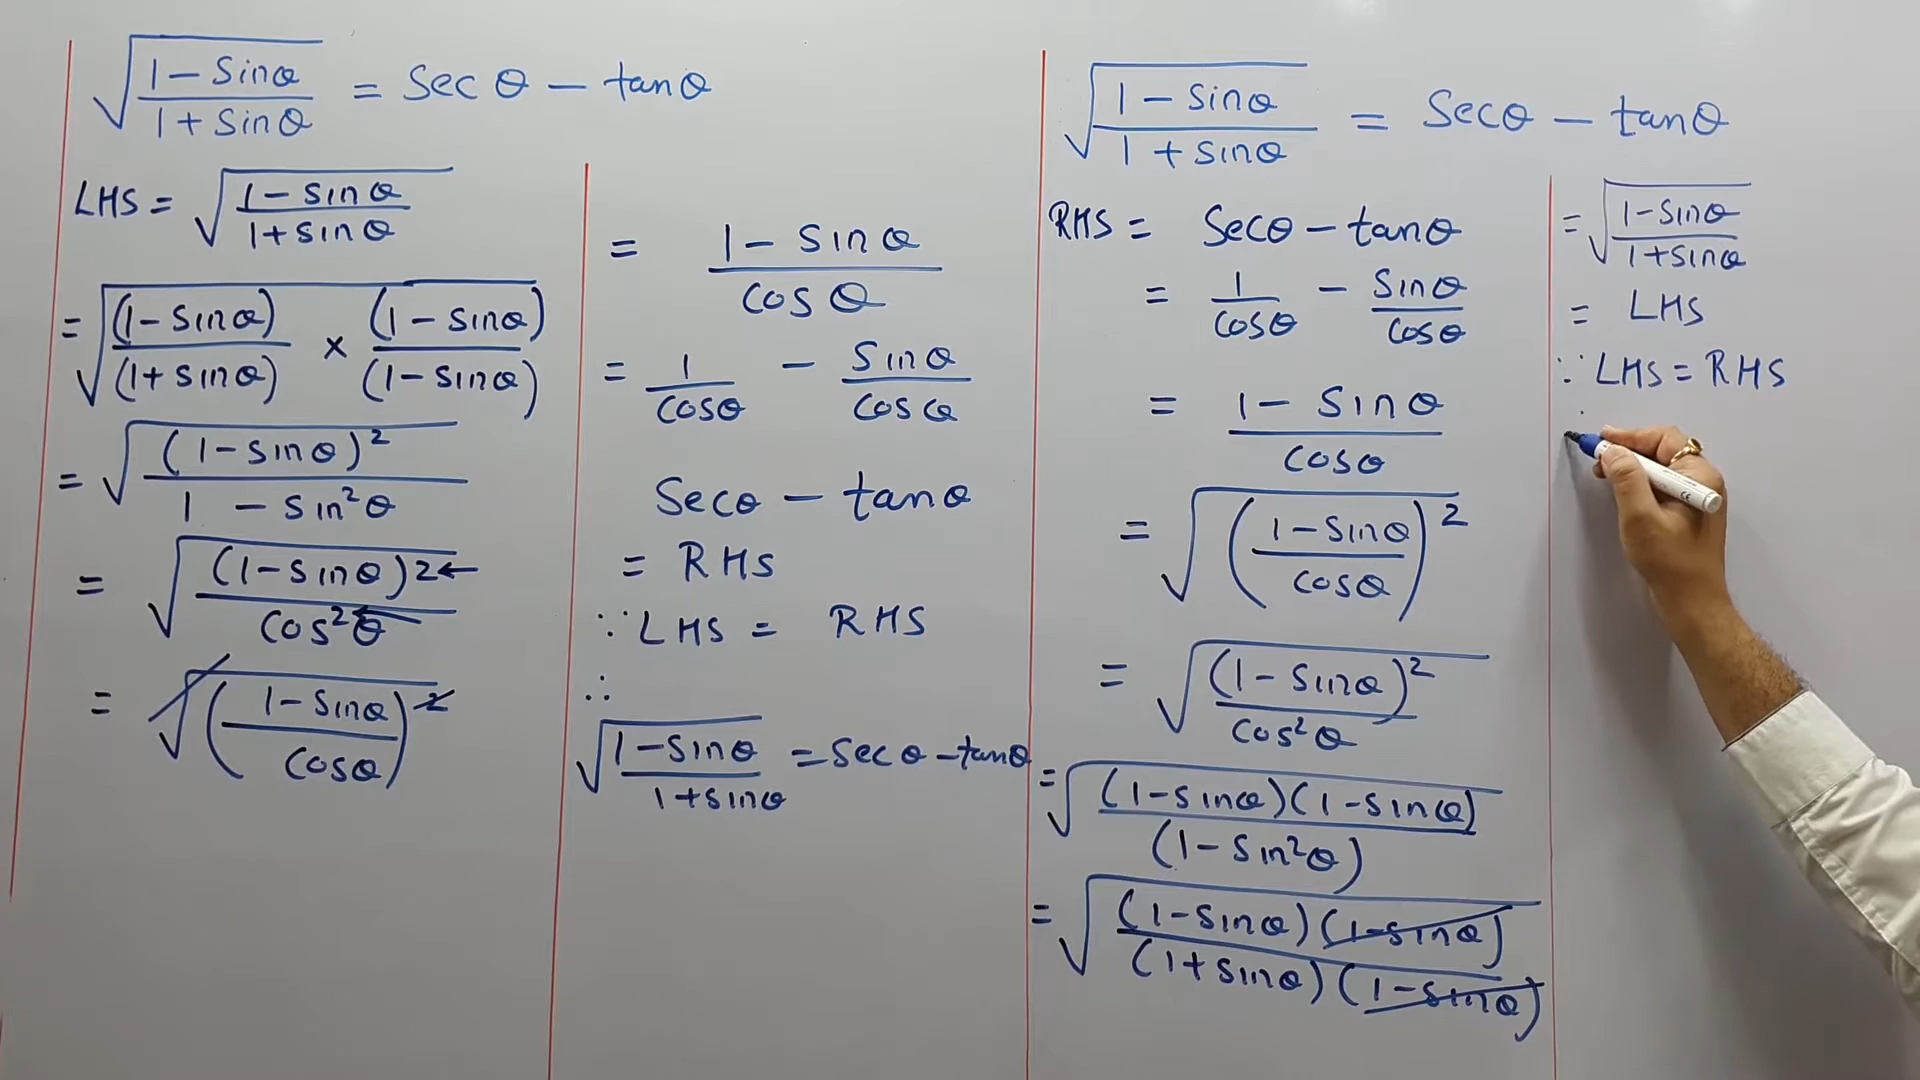 √((1 - sinθ)/(1 + sinθ)) = secθ - tanθ
LHS = √((1 - sinθ)/(1 + sinθ))
= √((1 - sinθ)/(1 + sinθ) × (1 - sinθ)/(1 - sinθ))
= √((1 - sinθ)²/(1 - sin²θ))
= √((1 - sinθ)²/cos²θ) ←
= √((1 - sinθ)/cosθ)²
= (1 - sinθ)/cosθ
= 1/cosθ - sinθ/cosθ
secθ - tanθ
= RHS
∵ LHS = RHS
∴
√((1 - sinθ)/(1 + sinθ)) = secθ - tanθ
√((1 - sinθ)/(1 + sinθ)) = secθ - tanθ
RHS = secθ - tanθ
= 1/cosθ - sinθ/cosθ
= (1 - sinθ)/cosθ
= √((1 - sinθ)/cosθ)²
= √((1 - sinθ)²/cos²θ)
= √((1 - sinθ)(1 - sinθ)/(1 - sin²θ))
= √((1 - sinθ)(1 - sinθ)/(1 + sinθ)(1 - sinθ))
= √((1 - sinθ)/(1 + sinθ))
= LHS
∵ LHS = RHS